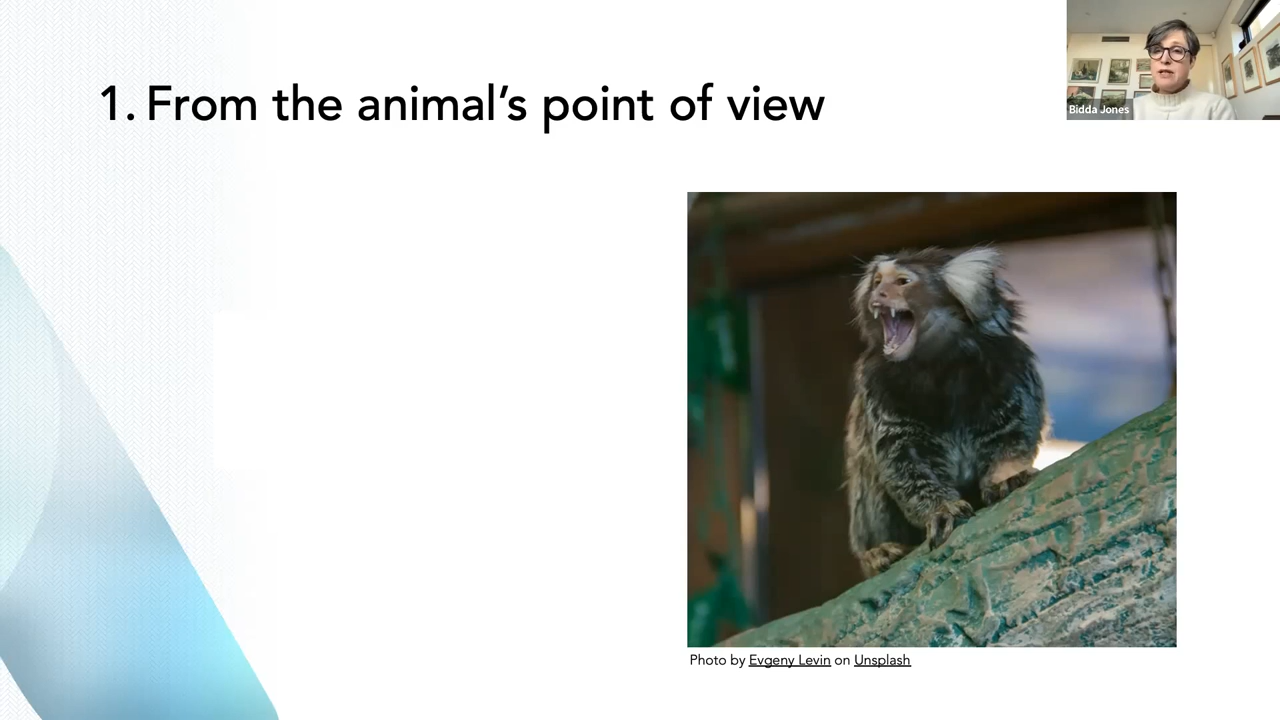 1. From the animal's point of view
Bidda Jones
Photo by Evgeny Levin on Unsplash